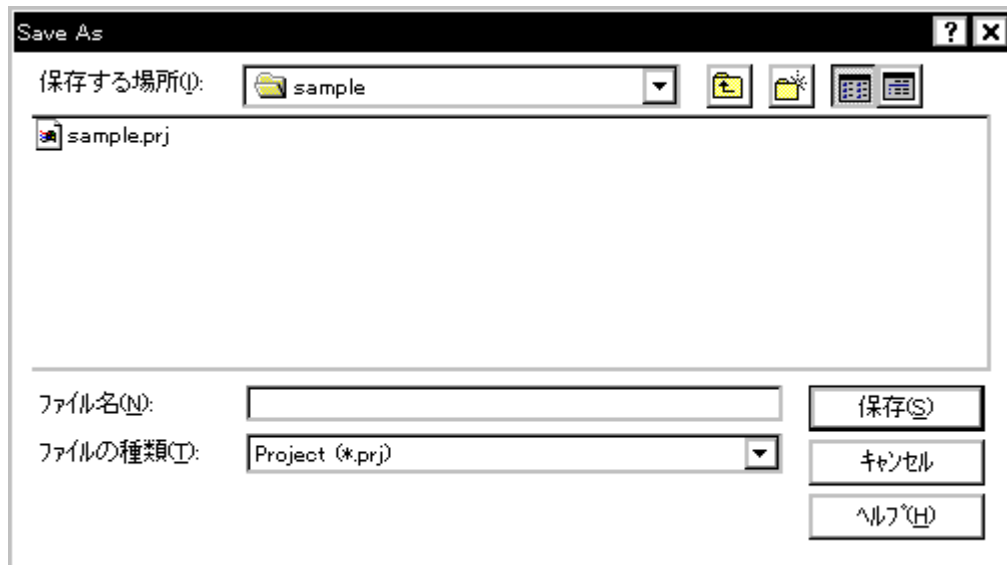 Save As
保存する場所(I):
sample
sample.prj
ﾌｧｲﾙ名(N):
保存(S)
ﾌｧｲﾙの種類(T):
Project (*.prj)
ｷｬﾝｾﾙ
ﾍﾙﾌﾟ(H)